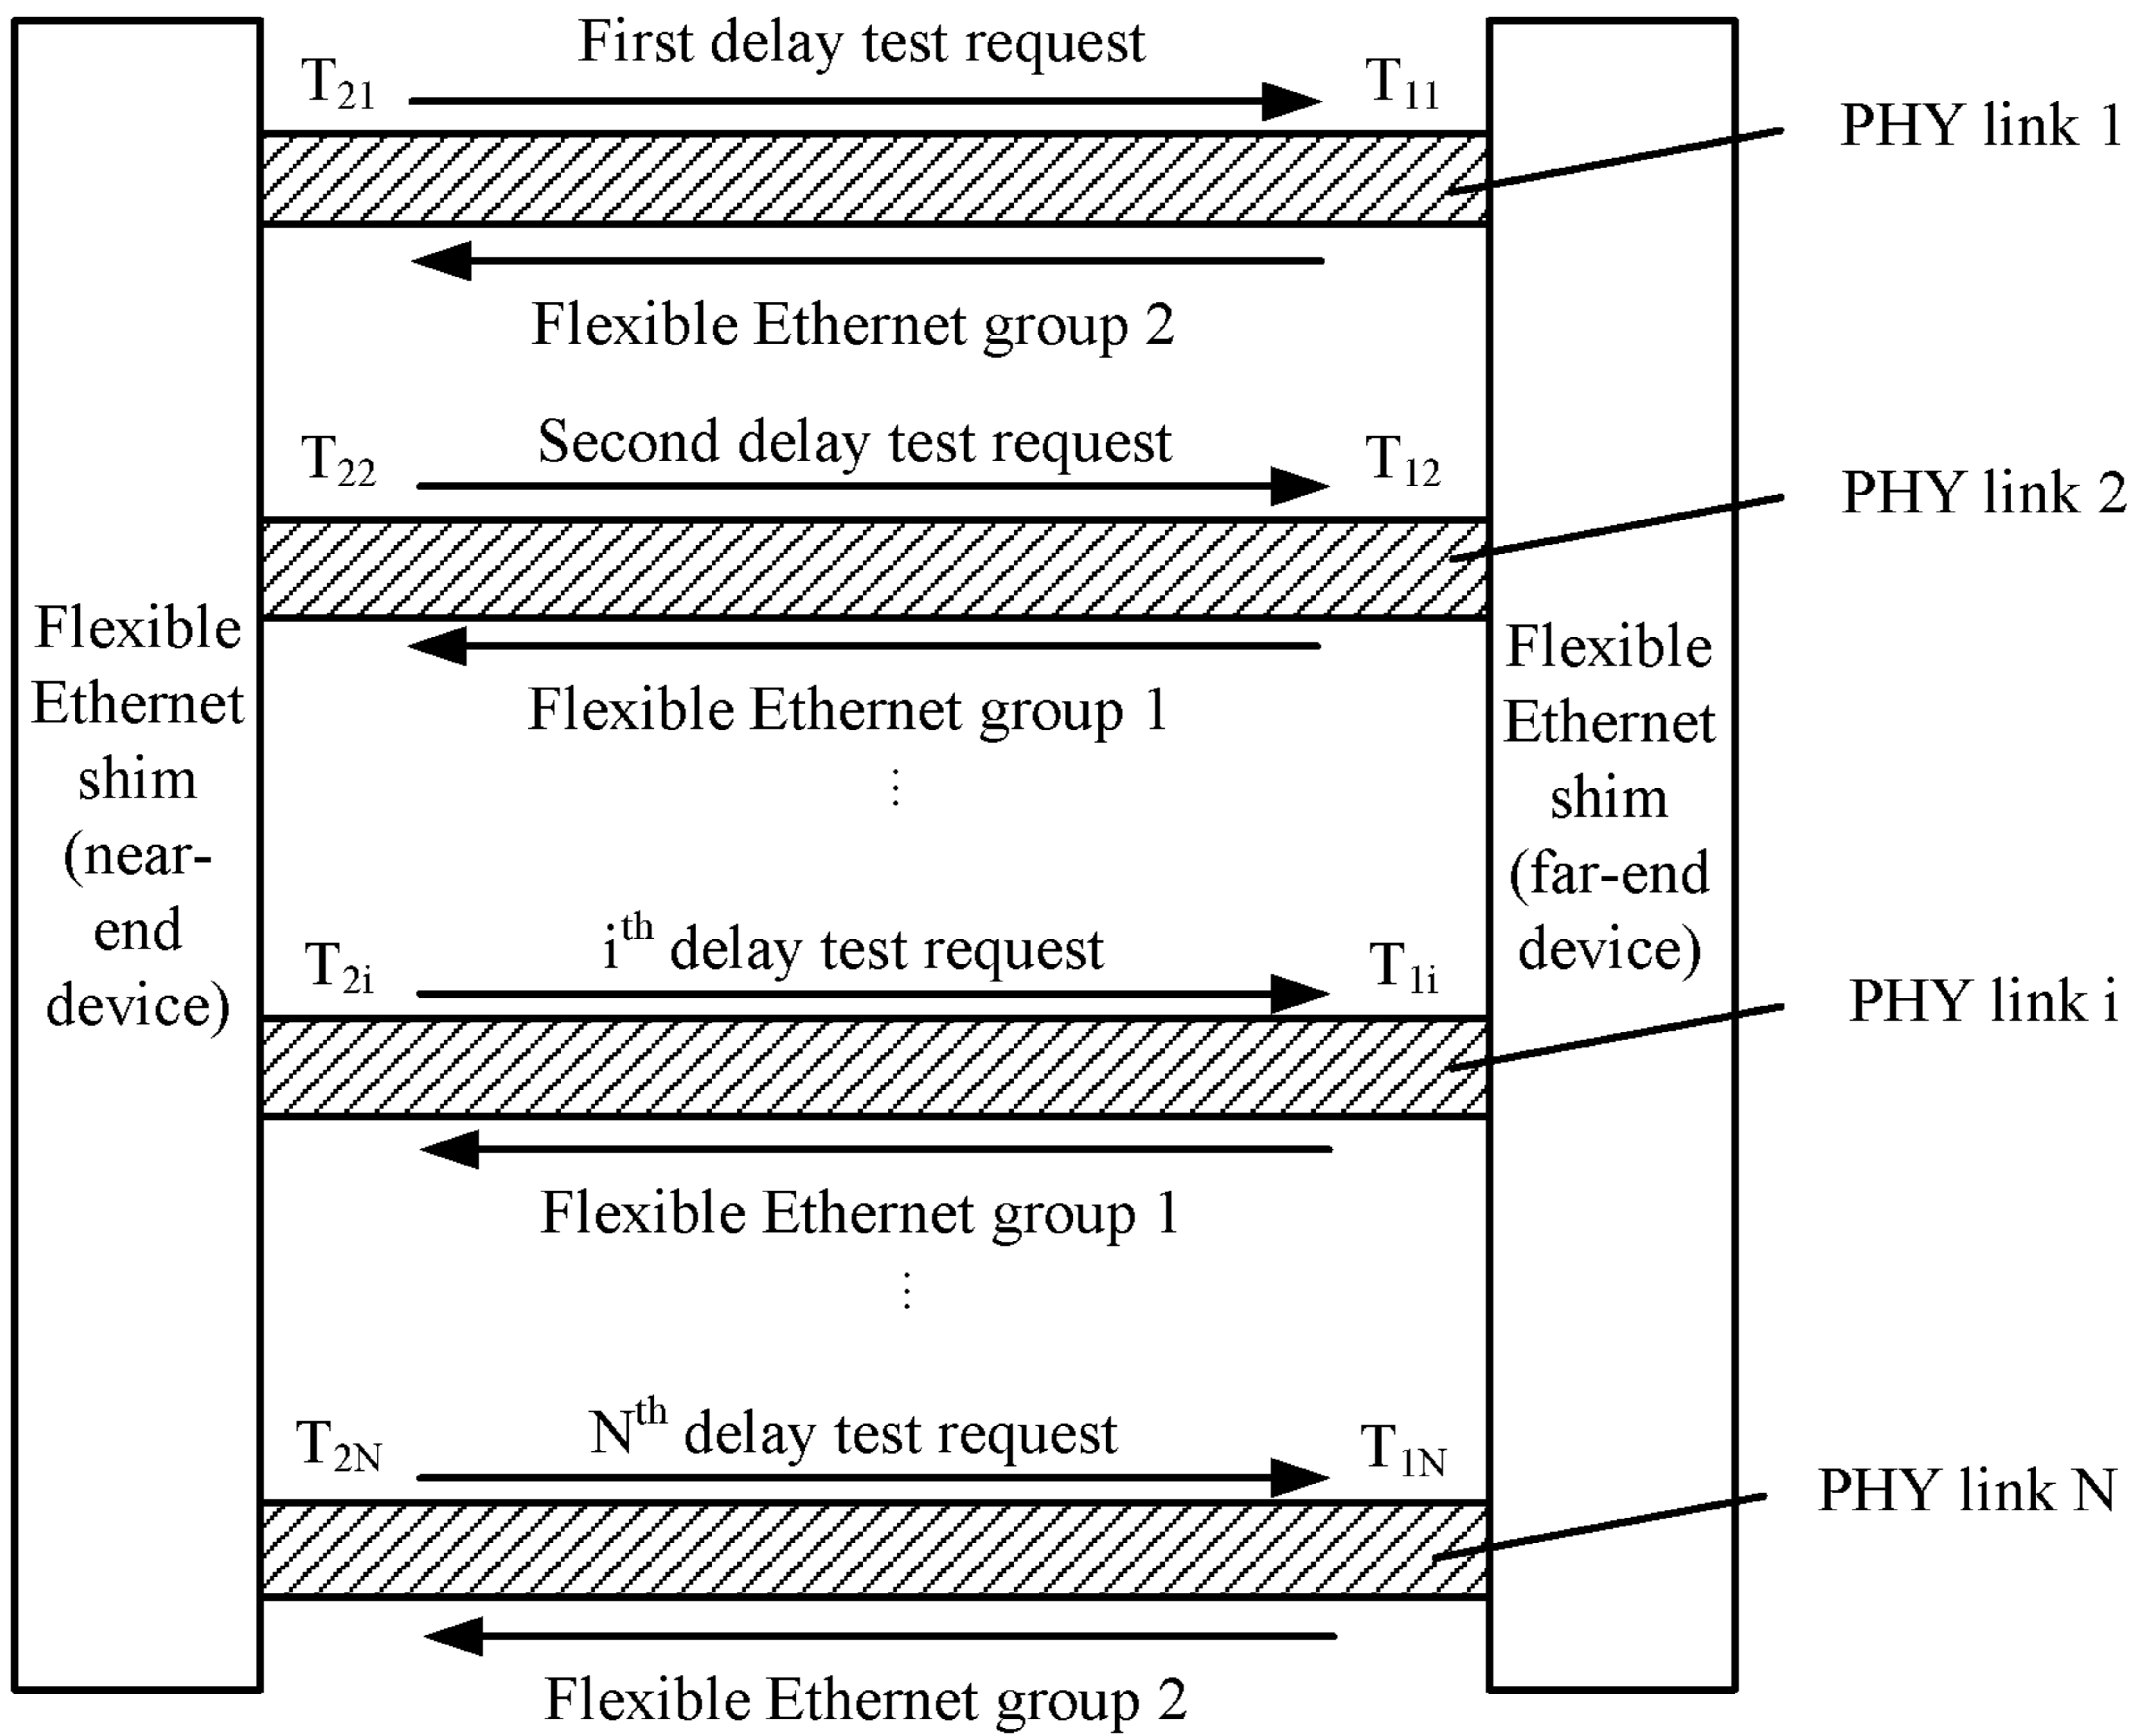 First delay test request
T21
T11
PHY link 1
Flexible Ethernet group 2
Second delay test request
T22
T12
PHY link 2
Flexible Ethernet group 1
Flexible
Ethernet
shim
(near-
end
device)
Flexible
Ethernet
shim
(far-end
device)
⋮
ith delay test request
T2i
T1i
PHY link i
Flexible Ethernet group 1
⋮
Nth delay test request
T2N
T1N
PHY link N
Flexible Ethernet group 2